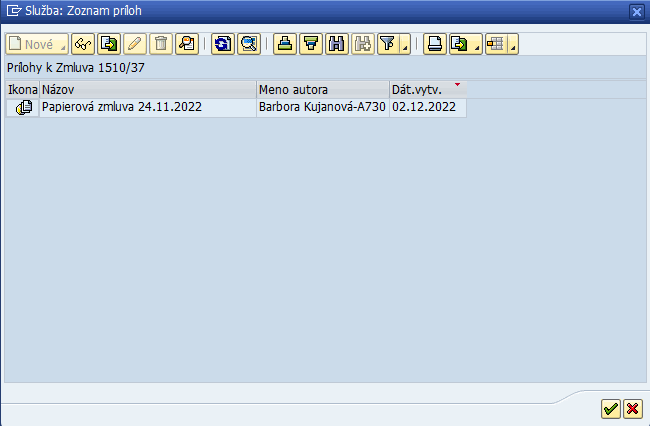 Služba: Zoznam príloh
Nové
Prílohy k Zmluva 1510/37
Ikona Názov Meno autora Dát.vytv.
Papierová zmluva 24.11.2022 Barbora Kujanová-A730 02.12.2022